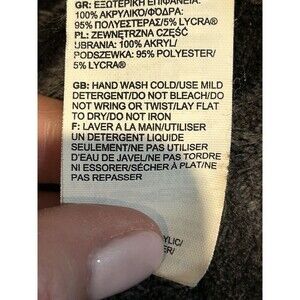 GR: ΕΞΩΤΕΡΙΚΗ ΕΠΙΦΑΝΕΙΑ:
100% ΑΚΡΥΛΙΚΟ/ΦΟΔΡΑ:
95% ΠΟΛΥΕΣΤΕΡΑΣ/5% LYCRA®
PL: ZEWNĘTRZNA CZĘŚĆ
UBRANIA: 100% ACRYL/
PODSZEWKA: 95% POLYESTER/
5% LYCRA®
GB: HAND WASH COLD/USE MILD
DETERGENT/DO NOT BLEACH/DO
NOT WRING OR TWIST/LAY FLAT
TO DRY/DO NOT IRON
F: LAVER A LA MAIN/UTILISER
UN DETERGENT LIQUIDE
SEULEMENT/NE PAS UTILISER
D'EAU DE JAVEL/NE PAS TORDRE
NI ESSORER/SÉCHER À PLAT/NE
PAS REPASSER